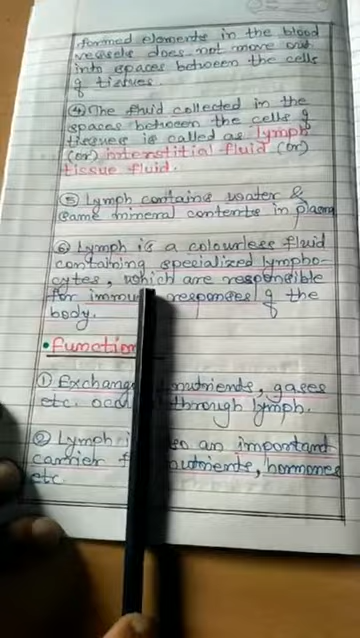 formed elements in the blood
vessels does not move out
into spaces between the cells
of tissues.
④ The fluid collected in the
spaces between the cells of
tissues is called as lymph
(or) interstitial fluid (or)
tissue fluid.
⑤ Lymph contains water &
same mineral contents in plasma
⑥ Lymph is a colourless fluid
containing specialized lympho-
cytes, which are responsible
for immu responses of the
body.
• Function
① Exchang nutrients, gases
etc. occu through lymph.
② Lymph i an important
carrier f nutrients, hormones
etc